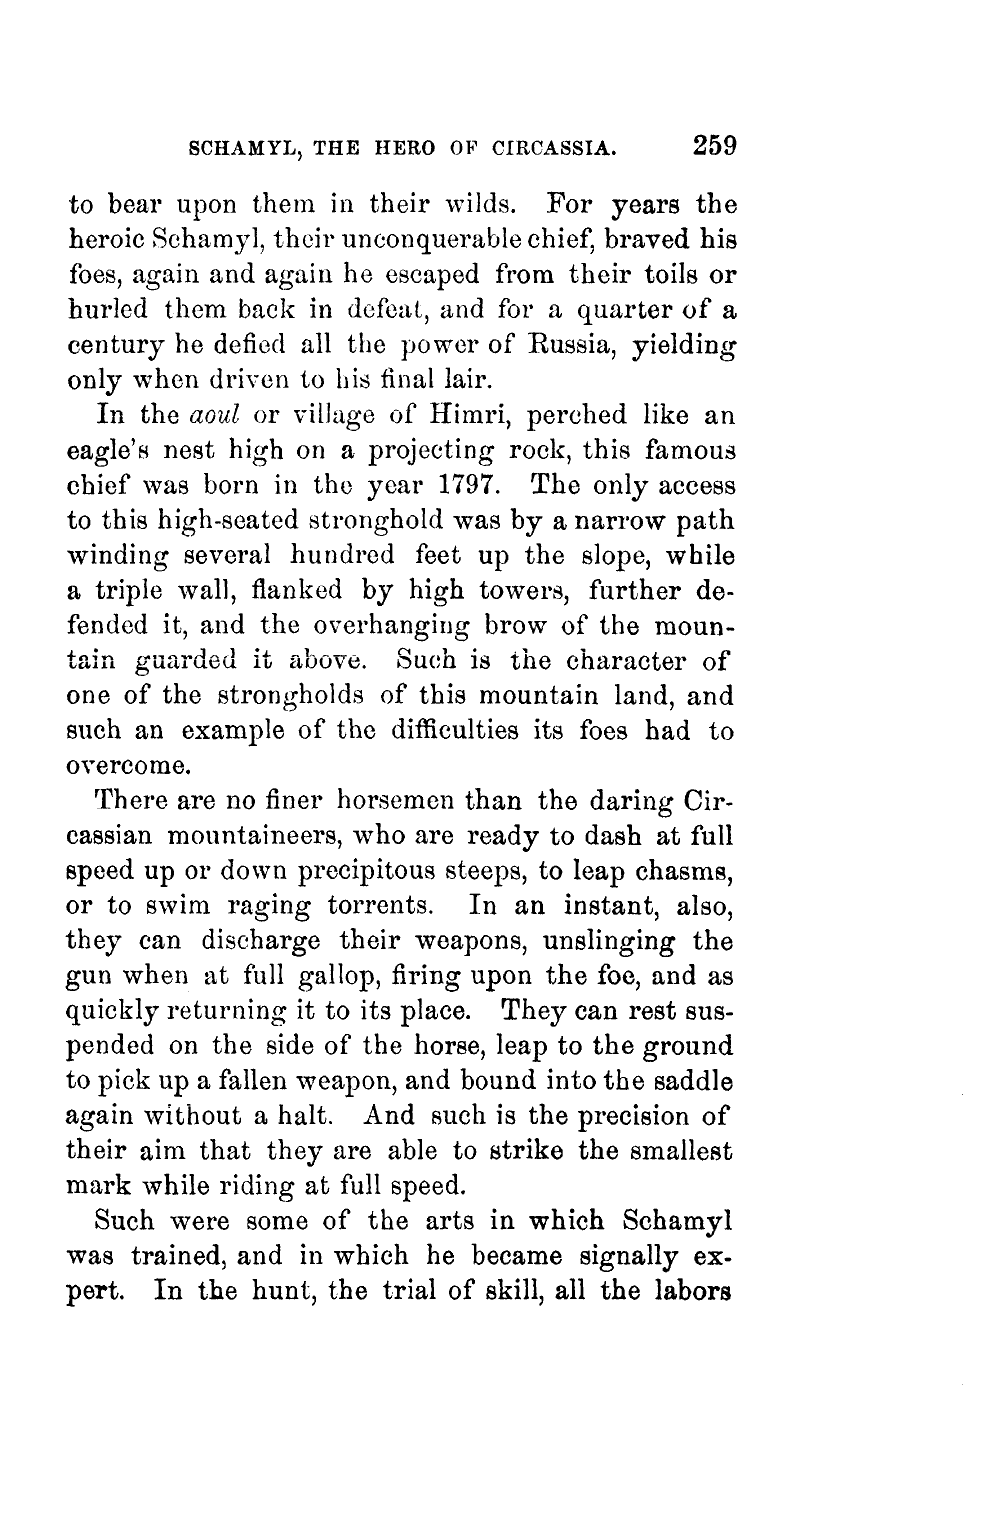 SCHAMYL, THE HERO OF CIRCASSIA. 259
to bear upon them in their wilds. For years the
heroic Schamyl, their unconquerable chief, braved his
foes, again and again he escaped from their toils or
hurled them back in defeat, and for a quarter of a
century he defied all the power of Russia, yielding
only when driven to his final lair.
In the aoul or village of Himri, perched like an
eagle's nest high on a projecting rock, this famous
chief was born in the year 1797. The only access
to this high-seated stronghold was by a narrow path
winding several hundred feet up the slope, while
a triple wall, flanked by high towers, further de-
fended it, and the overhanging brow of the moun-
tain guarded it above. Such is the character of
one of the strongholds of this mountain land, and
such an example of the difficulties its foes had to
overcome.
There are no finer horsemen than the daring Cir-
cassian mountaineers, who are ready to dash at full
speed up or down precipitous steeps, to leap chasms,
or to swim raging torrents. In an instant, also,
they can discharge their weapons, unslinging the
gun when at full gallop, firing upon the foe, and as
quickly returning it to its place. They can rest sus-
pended on the side of the horse, leap to the ground
to pick up a fallen weapon, and bound into the saddle
again without a halt. And such is the precision of
their aim that they are able to strike the smallest
mark while riding at full speed.
Such were some of the arts in which Schamyl
was trained, and in which he became signally ex-
pert. In the hunt, the trial of skill, all the labors